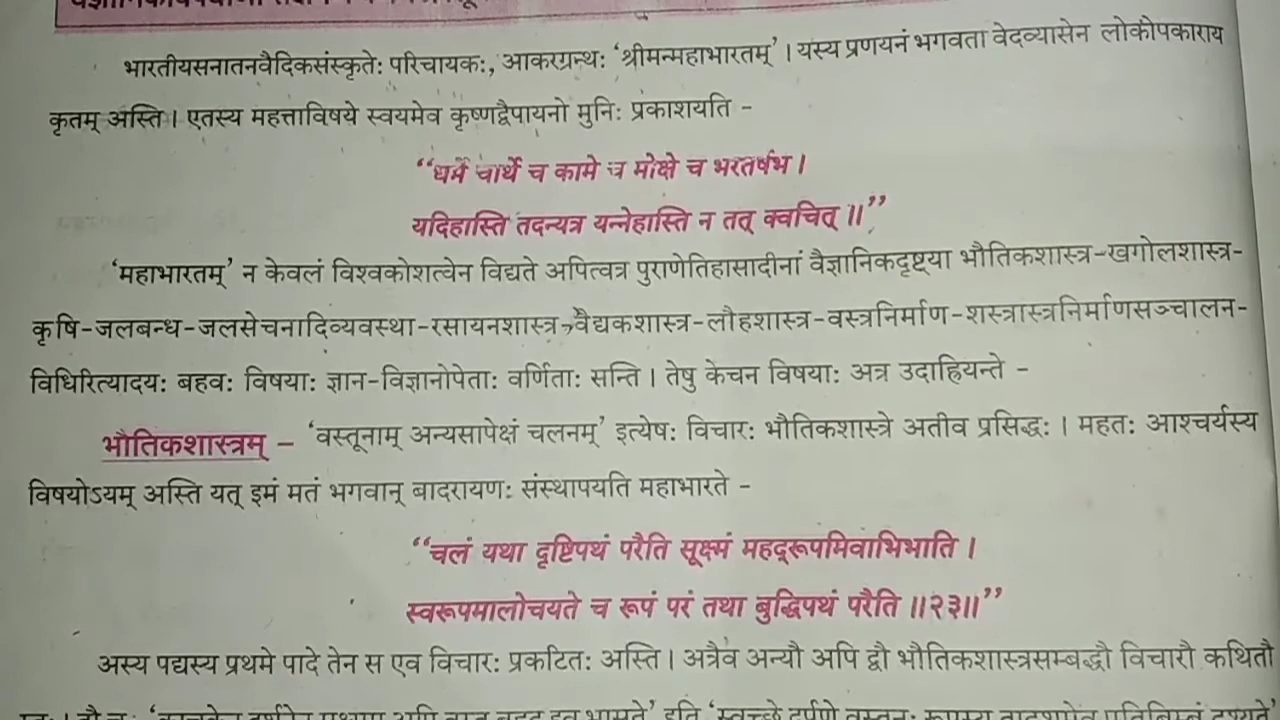 भारतीयसनातनवैदिकसंस्कृतेः परिचायकः, आकरग्रन्थः ‘श्रीमन्महाभारतम्’ । यस्य प्रणयनं भगवता वेदव्यासेन लोकोपकाराय
कृतम् अस्ति । एतस्य महत्ताविषये स्वयमेव कृष्णद्वैपायनो मुनिः प्रकाशयति –
“धर्मे चार्थे च कामे च मोक्षे च भरतर्षभ ।
यदिहास्ति तदन्यत्र यन्नेहास्ति न तत् क्वचित् ॥”
‘महाभारतम्’ न केवलं विश्वकोशत्वेन विद्यते अपित्वत्र पुराणेतिहासादीनां वैज्ञानिकदृष्ट्या भौतिकशास्त्र-खगोलशास्त्र-
कृषि-जलबन्ध-जलसेचनादिव्यवस्था-रसायनशास्त्र-वैद्यकशास्त्र-लौहशास्त्र-वस्त्रनिर्माण-शस्त्रास्त्रनिर्माणसञ्चालन-
विधिरित्यादयः बहवः विषयाः ज्ञान-विज्ञानोपेताः वर्णिताः सन्ति । तेषु केचन विषयाः अत्र उदाह्रियन्ते –
भौतिकशास्त्रम् – ‘वस्तूनाम् अन्यसापेक्षं चलनम्’ इत्येषः विचारः भौतिकशास्त्रे अतीव प्रसिद्धः । महतः आश्चर्यस्य
विषयोऽयम् अस्ति यत् इमं मतं भगवान् बादरायणः संस्थापयति महाभारते –
“चलं यथा दृष्टिपथं परैति सूक्ष्मं महद्रूपमिवाभिभाति ।
स्वरूपमालोचयते च रूपं परं तथा बुद्धिपथं परैति ॥२३॥”
अस्य पद्यस्य प्रथमे पादे तेन स एव विचारः प्रकटितः अस्ति । अत्रैव अन्यौ अपि द्वौ भौतिकशास्त्रसम्बद्धौ विचारौ कथितौ